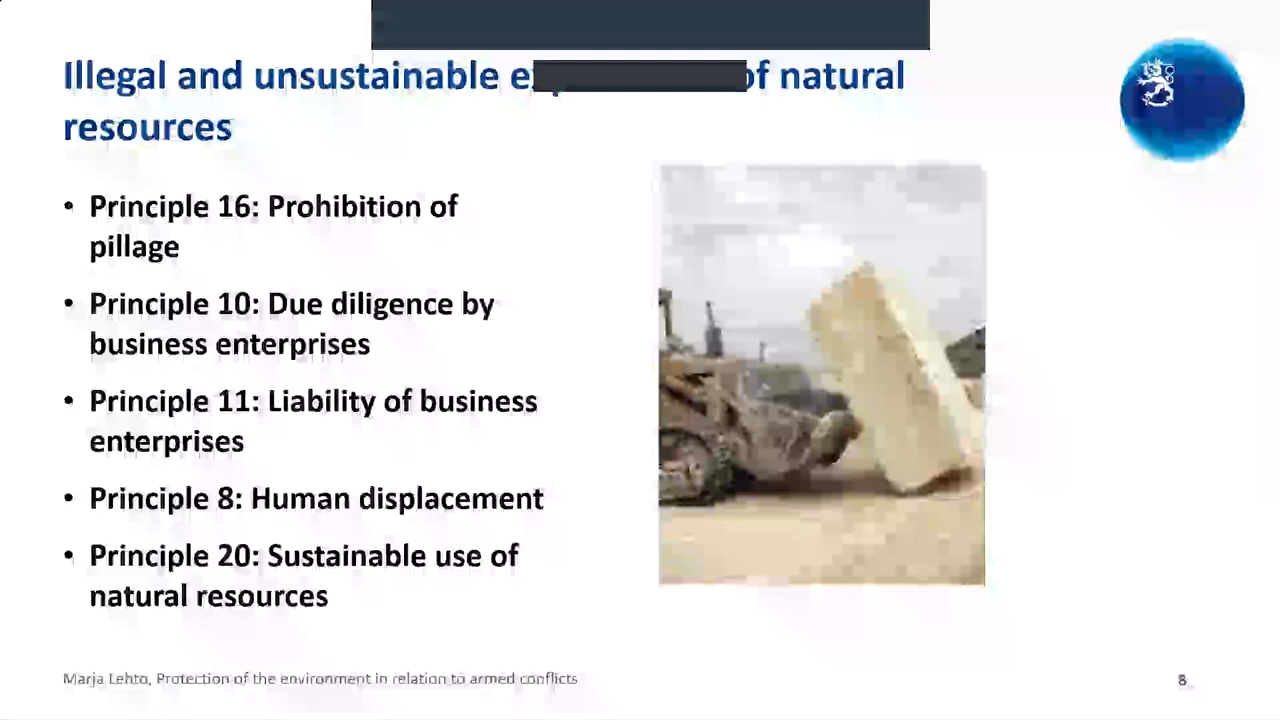 Illegal and unsustainable of natural
resources
• Principle 16: Prohibition of
pillage
• Principle 10: Due diligence by
business enterprises
• Principle 11: Liability of business
enterprises
• Principle 8: Human displacement
• Principle 20: Sustainable use of
natural resources
Marja Lehto, Protection of the environment in relation to armed conflicts
8